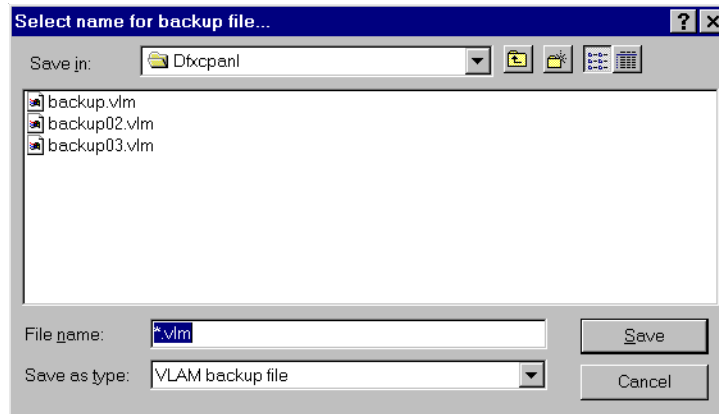 Select name for backup file...
Save in: Dfxcpanl
backup.vlm
backup02.vlm
backup03.vlm
File name: *.vlm Save
Save as type: VLAM backup file Cancel